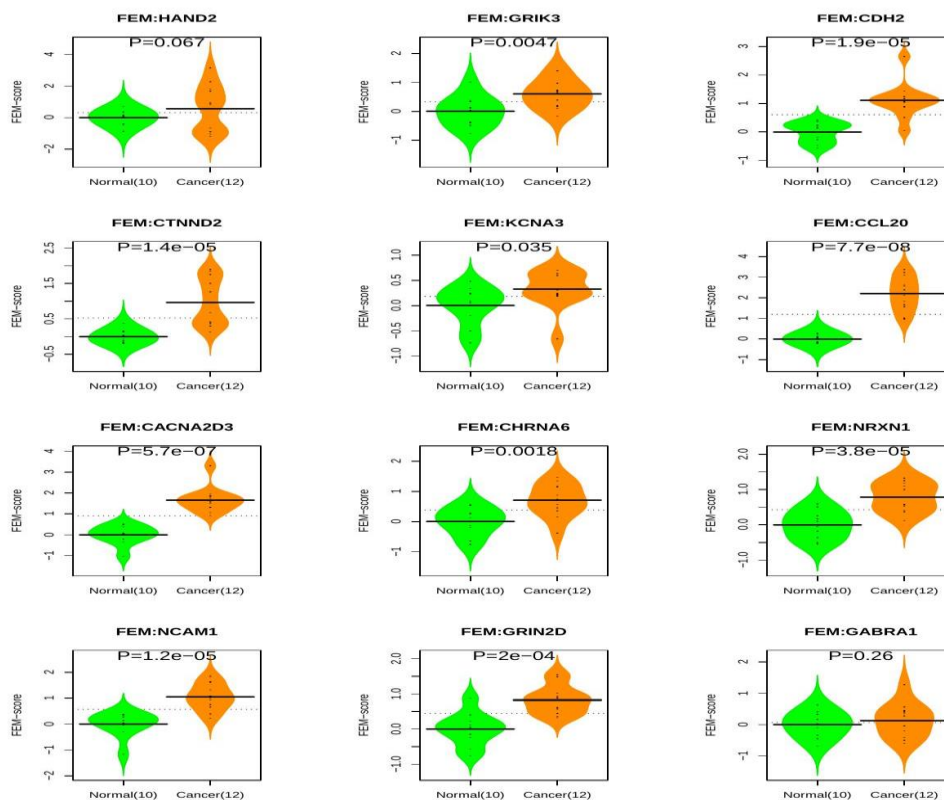 FEM:HAND2
P=0.067
FEM−score
4
2
0
−2
Normal(10) Cancer(12)
FEM:GRIK3
P=0.0047
FEM−score
2
1
0
−1
Normal(10) Cancer(12)
FEM:CDH2
P=1.9e−05
FEM−score
3
2
1
0
−1
Normal(10) Cancer(12)
FEM:CTNND2
P=1.4e−05
FEM−score
2.5
1.5
0.5
−0.5
Normal(10) Cancer(12)
FEM:KCNA3
P=0.035
FEM−score
1.0
0.5
0.0
−0.5
−1.0
Normal(10) Cancer(12)
FEM:CCL20
P=7.7e−08
FEM−score
4
3
2
1
0
−1
Normal(10) Cancer(12)
FEM:CACNA2D3
P=5.7e−07
FEM−score
4
3
2
1
0
−1
Normal(10) Cancer(12)
FEM:CHRNA6
P=0.0018
FEM−score
2
1
0
−1
Normal(10) Cancer(12)
FEM:NRXN1
P=3.8e−05
FEM−score
2.0
1.0
0.0
−1.0
Normal(10) Cancer(12)
FEM:NCAM1
P=1.2e−05
FEM−score
2
1
0
−1
−2
Normal(10) Cancer(12)
FEM:GRIN2D
P=2e−04
FEM−score
2.0
1.0
0.0
−1.0
Normal(10) Cancer(12)
FEM:GABRA1
P=0.26
FEM−score
2
1
0
−1
Normal(10) Cancer(12)